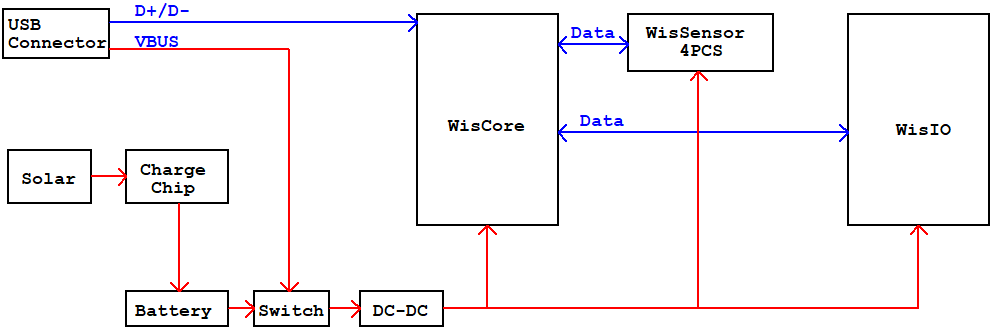 D+/D-
USB
Connector
VBUS
Data
WisSensor
4PCS
Data
WisCore
WisIO
Solar
Charge
Chip
Battery
Switch
DC-DC